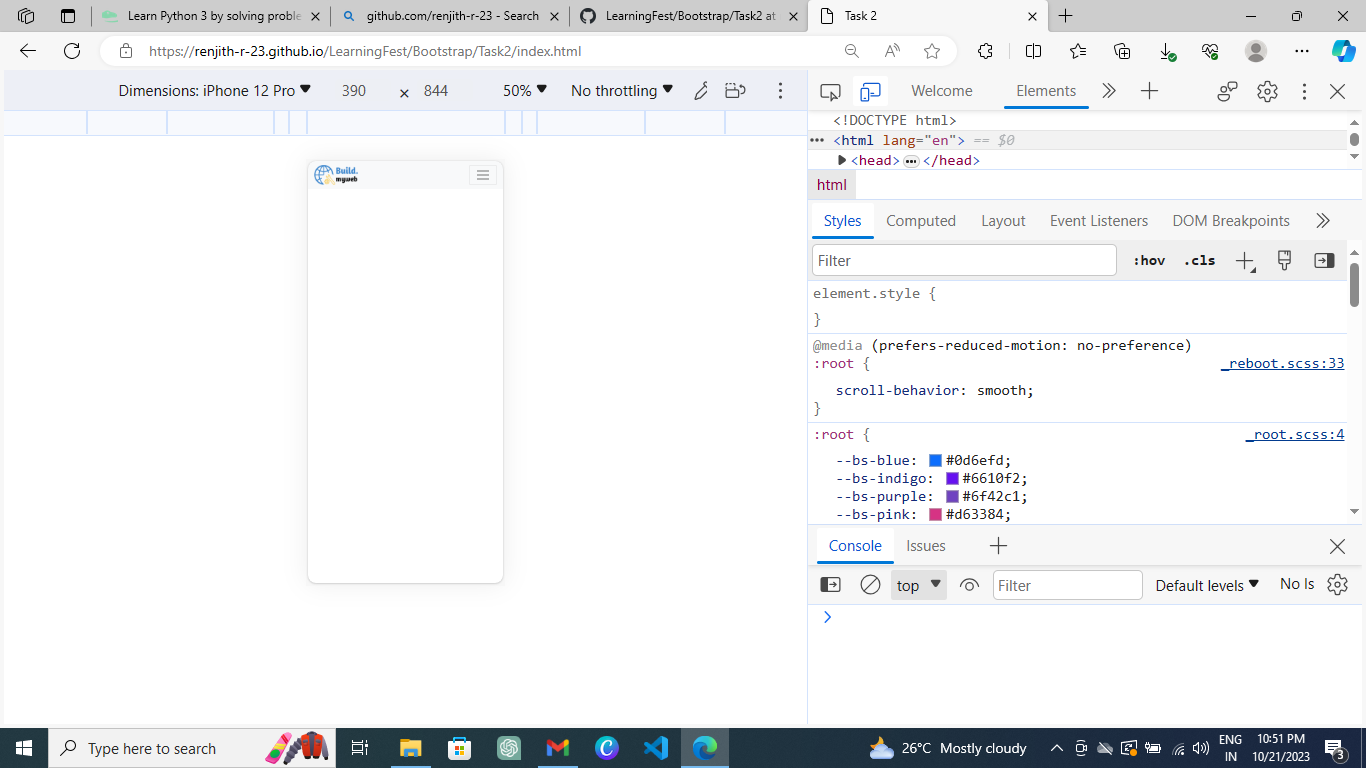 Learn Python 3 by solving proble
github.com/renjith-r-23 - Search
LearningFest/Bootstrap/Task2 at
Task 2
https://renjith-r-23.github.io/LearningFest/Bootstrap/Task2/index.html
Dimensions: iPhone 12 Pro 390 × 844 50% No throttling
Welcome Elements
<!DOCTYPE html>
<html lang="en"> == $0
<head> </head>
html
Build.
myweb
Styles Computed Layout Event Listeners DOM Breakpoints
Filter :hov .cls
element.style {
}
@media (prefers-reduced-motion: no-preference)
:root { _reboot.scss:33
scroll-behavior: smooth;
}
:root { _root.scss:4
--bs-blue: #0d6efd;
--bs-indigo: #6610f2;
--bs-purple: #6f42c1;
--bs-pink: #d63384;
Console Issues
top Filter Default levels No Is
Type here to search
26°C Mostly cloudy
ENG
IN
10:51 PM
10/21/2023
3